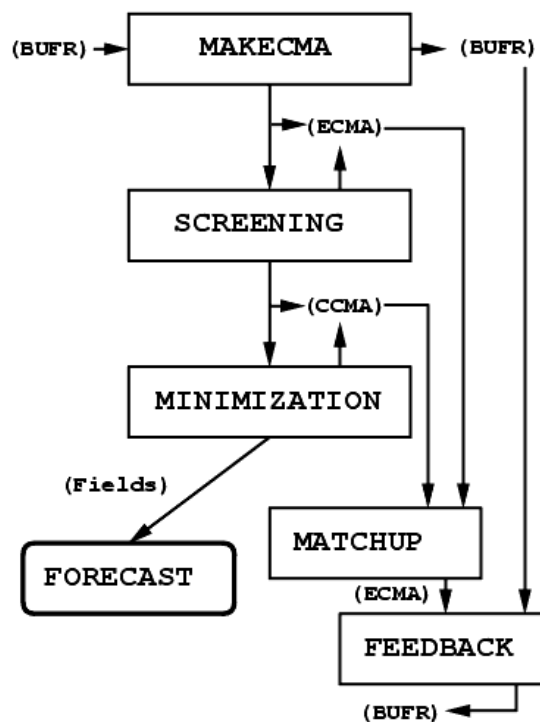 (BUFR)
MAKECMA
(BUFR)
(ECMA)
SCREENING
(CCMA)
MINIMIZATION
(Fields)
MATCHUP
FORECAST
(ECMA)
FEEDBACK
(BUFR)